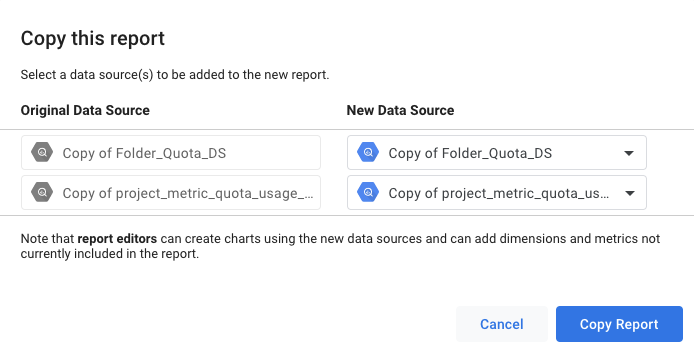 Copy this report
Select a data source(s) to be added to the new report.
Original Data Source New Data Source
Copy of Folder_Quota_DS Copy of Folder_Quota_DS
Copy of project_metric_quota_usage_... Copy of project_metric_quota_us...
Note that report editors can create charts using the new data sources and can add dimensions and metrics not
currently included in the report.
Cancel Copy Report